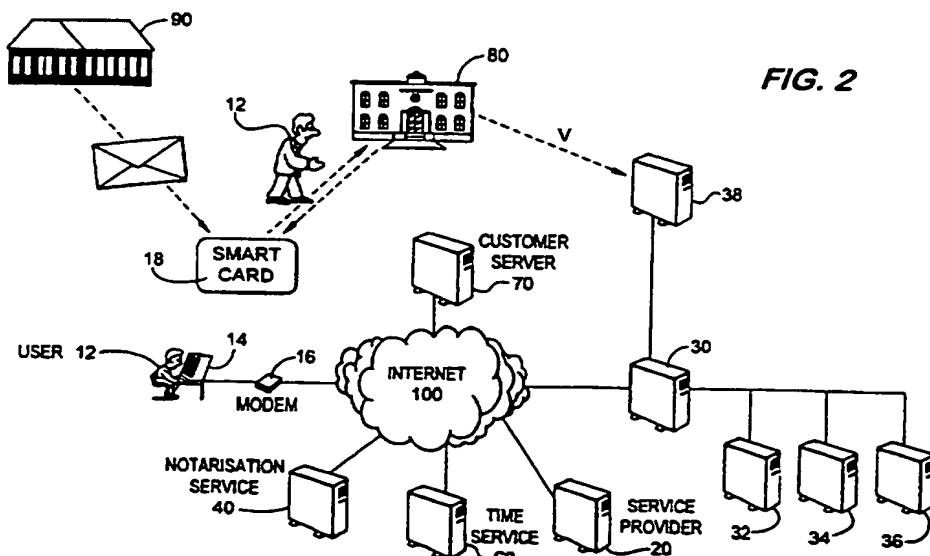 90
80
FIG. 2
12
V
38
SMART
CARD
18
CUSTOMER
SERVER
70
USER 12
14
16
MODEM
INTERNET
100
30
NOTARISATION
SERVICE
40
TIME
SERVICE
SERVICE
PROVIDER
20
32
34
36